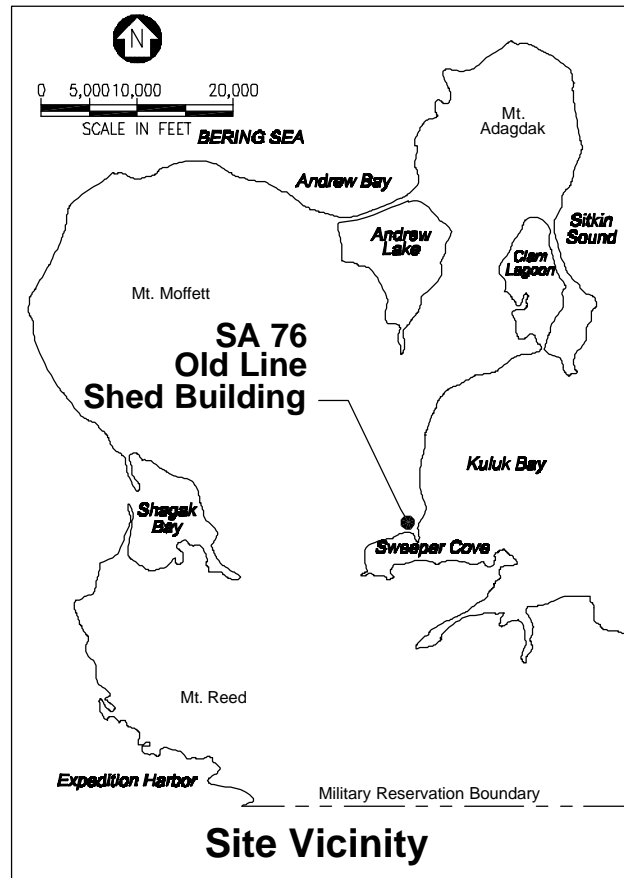 N
0 5,000 10,000 20,000
SCALE IN FEET
BERING SEA
Mt.
Adagdak
Andrew Bay
Andrew
Lake
Sitkin
Sound
Clam
Lagoon
Mt. Moffett
SA 76
Old Line
Shed Building
Kuluk Bay
Shagak
Bay
Sweeper Cove
Mt. Reed
Expedition Harbor
Military Reservation Boundary
Site Vicinity